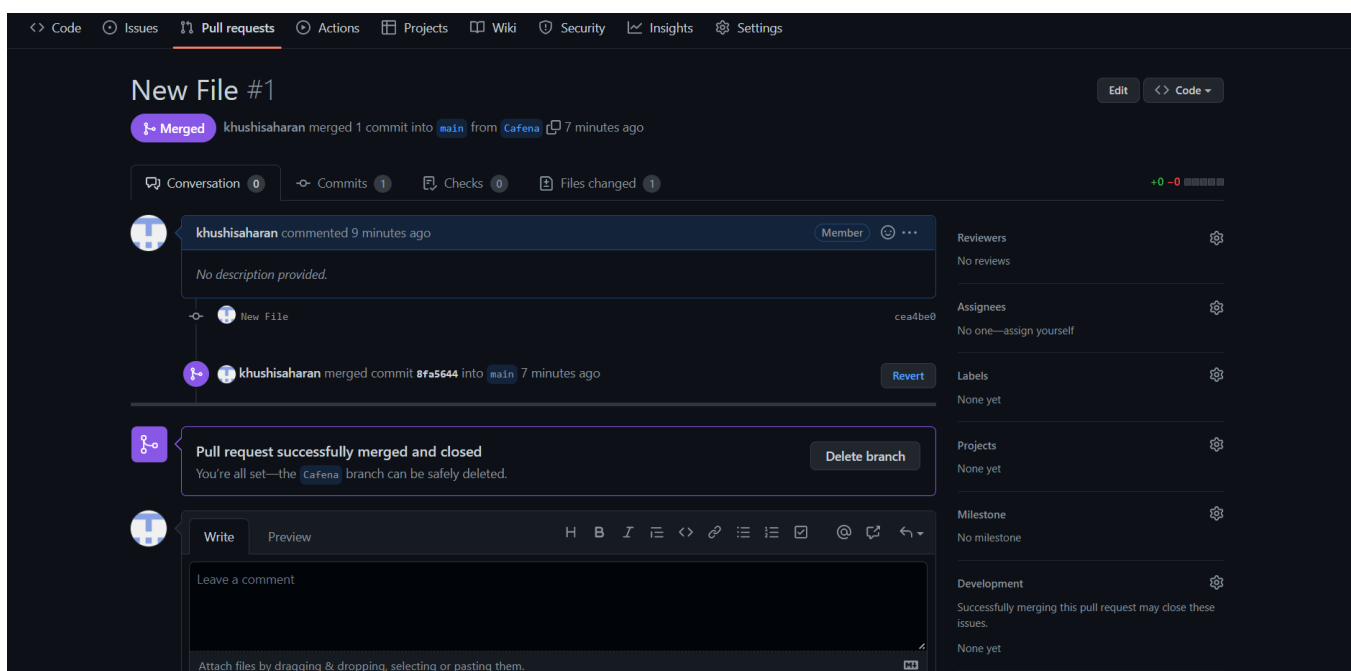 Code Issues Pull requests Actions Projects Wiki Security Insights Settings
New File #1
Edit Code
Merged khushisaharan merged 1 commit into main from Cafena 7 minutes ago
Conversation 0 Commits 1 Checks 0 Files changed 1 +0 −0
khushisaharan commented 9 minutes ago Member
No description provided.
New File cea4be0
khushisaharan merged commit 8fa5644 into main 7 minutes ago Revert
Pull request successfully merged and closed
You're all set—the Cafena branch can be safely deleted.
Delete branch
Write Preview
Leave a comment
Attach files by dragging & dropping, selecting or pasting them.
Reviewers
No reviews
Assignees
No one—assign yourself
Labels
None yet
Projects
None yet
Milestone
No milestone
Development
Successfully merging this pull request may close these
issues.
None yet